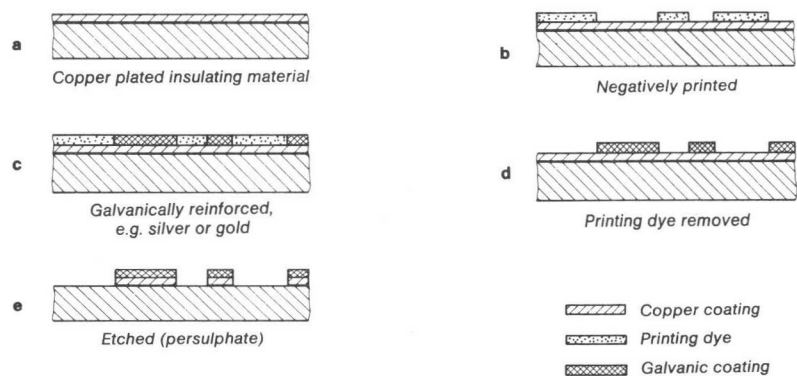 a
Copper plated insulating material
b
Negatively printed
c
Galvanically reinforced,
e.g. silver or gold
d
Printing dye removed
e
Etched (persulphate)
Copper coating
Printing dye
Galvanic coating